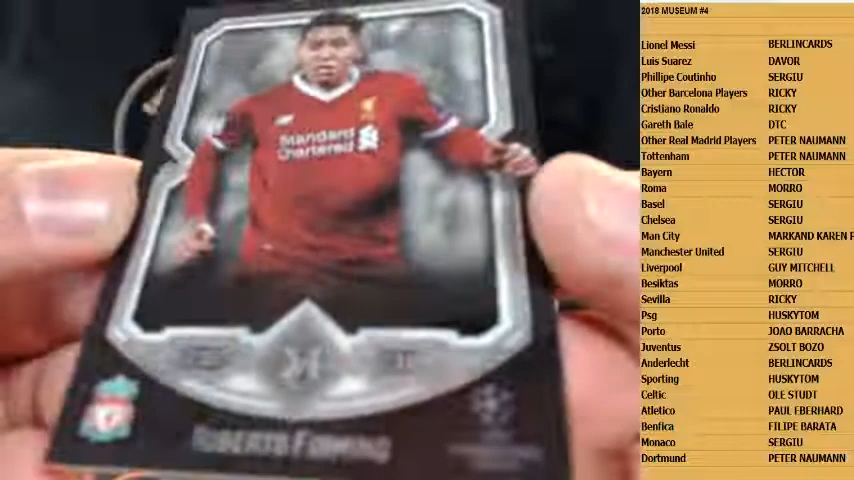 Standard
Chartered
ROBERTO FIRMINO
2018 MUSEUM #4
Lionel Messi BERLINCARDS
Luis Suarez DAVOR
Phillipe Coutinho SERGIU
Other Barcelona Players RICKY
Cristiano Ronaldo RICKY
Gareth Bale DTC
Other Real Madrid Players PETER NAUMANN
Tottenham PETER NAUMANN
Bayern HECTOR
Roma MORRO
Basel SERGIU
Chelsea SERGIU
Man City MARKAND KAREN
Manchester United SERGIU
Liverpool GUY MITCHELL
Besiktas MORRO
Sevilla RICKY
Psg HUSKYTOM
Porto JOAO BARRACHA
Juventus ZSOLT BOZO
Anderlecht BERLINCARDS
Sporting HUSKYTOM
Celtic OLE STUDT
Atletico PAUL EBERHARD
Benfica FILIPE BARATA
Monaco SERGIU
Dortmund PETER NAUMANN